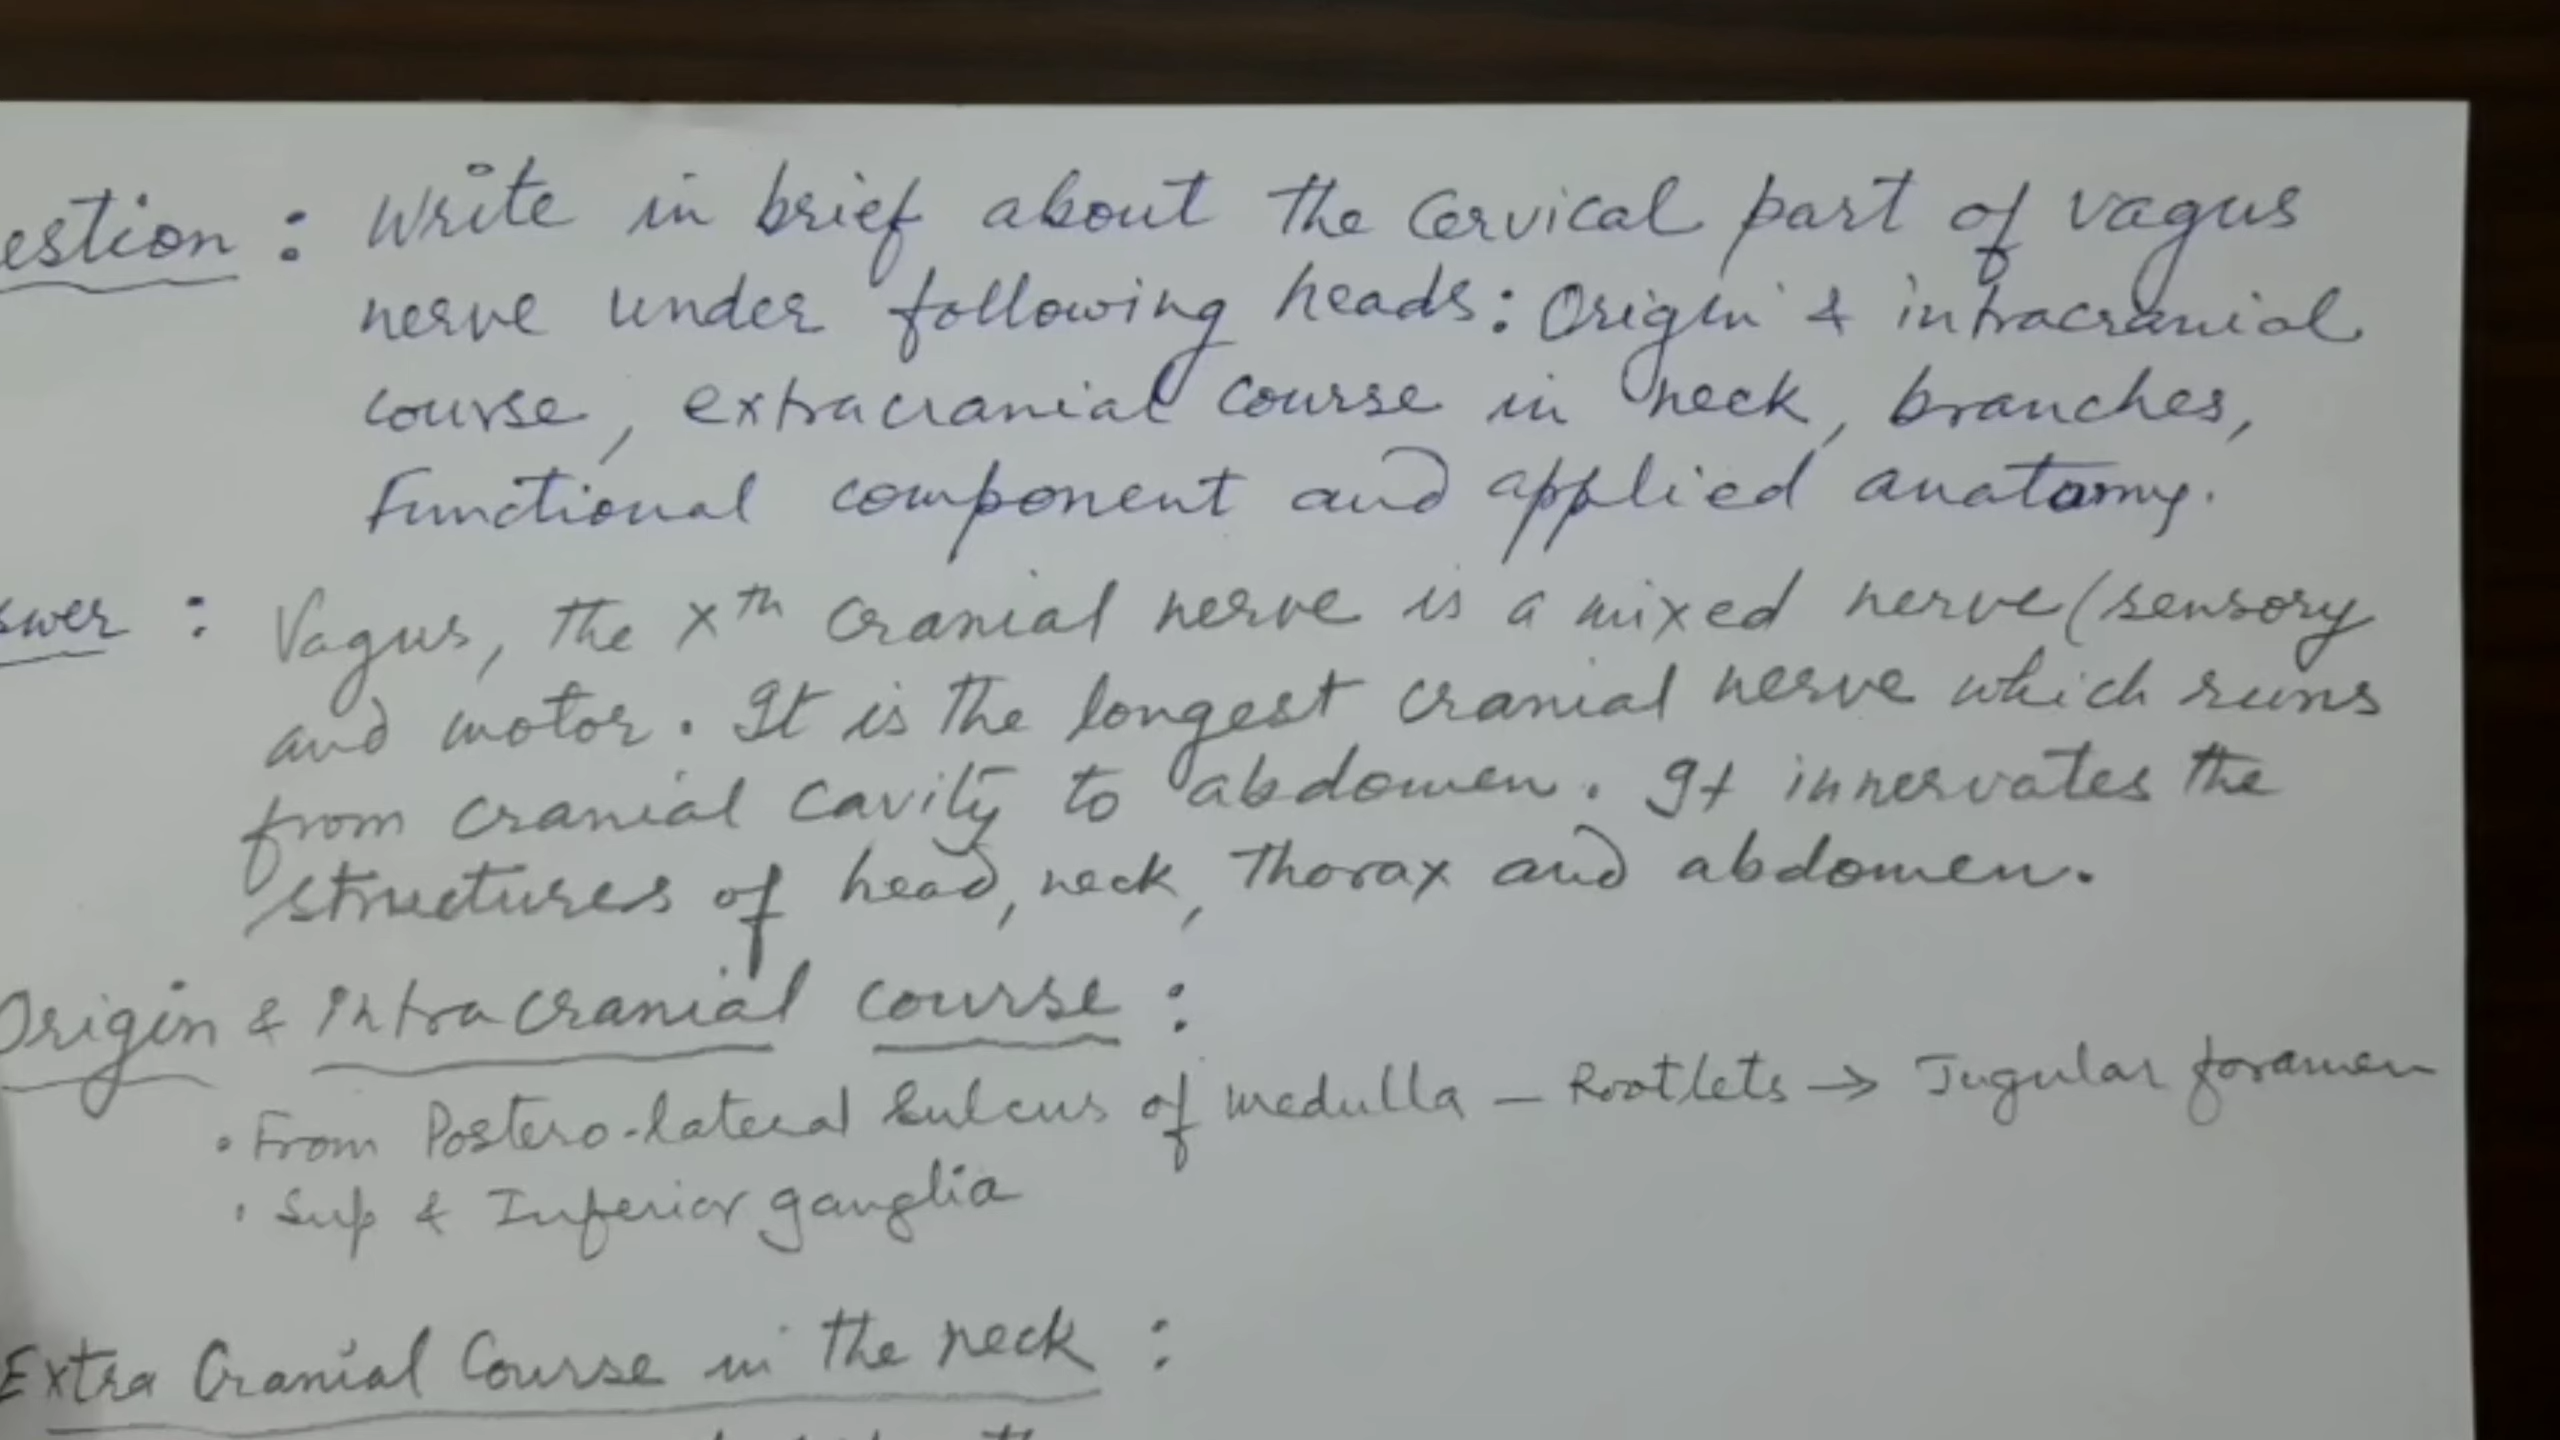 estion : Write in brief about the Cervical part of vagus
nerve under following heads: Origin & intracranial
course, extracranial course in neck, branches,
functional component and applied anatomy.
swer : Vagus, the Xth cranial nerve is a mixed nerve (sensory
and motor. It is the longest cranial nerve which runs
from cranial cavity to abdomen. It innervates the
structures of head, neck, Thorax and abdomen.
Origin & Intracranial course :
• From Postero-lateral Sulcus of medulla – Rootlets → Jugular foramen
• Sup & Inferior ganglia
Extra Cranial Course in the neck :